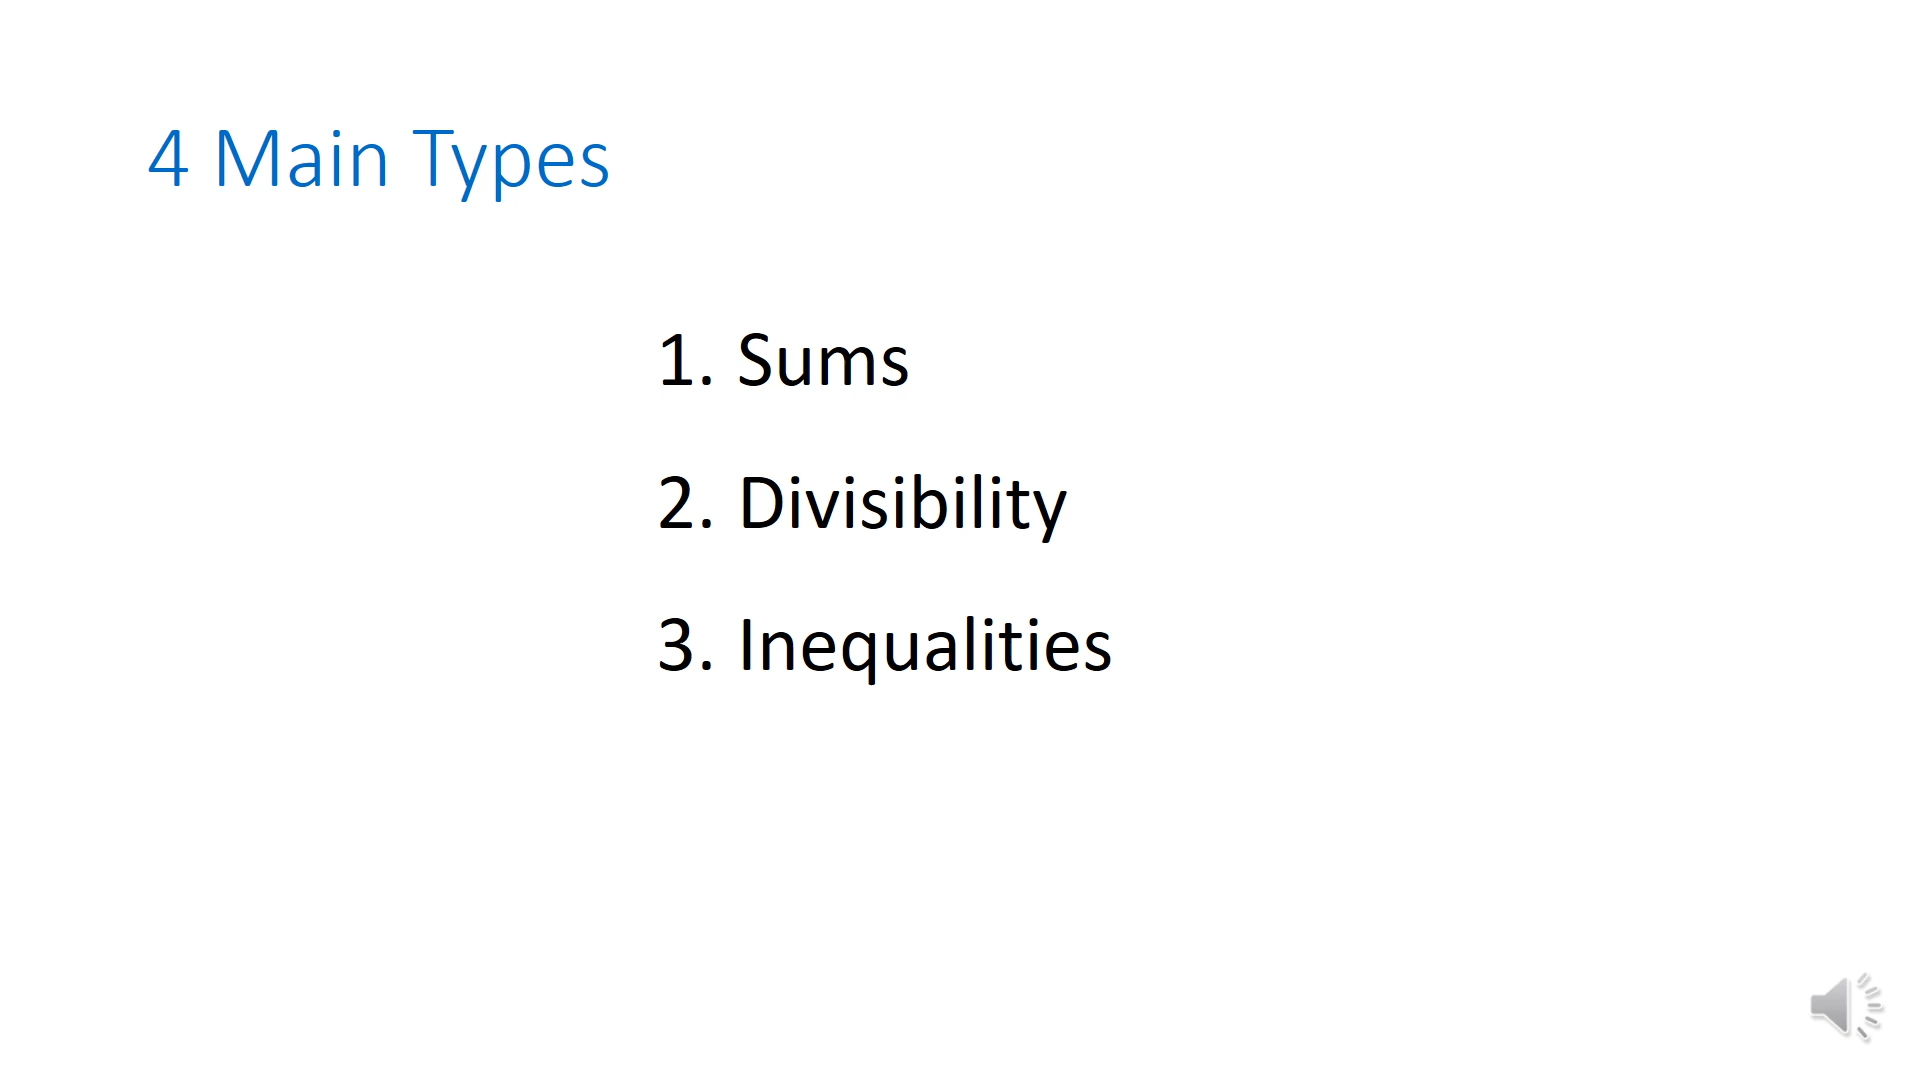 4 Main Types
1. Sums
2. Divisibility
3. Inequalities